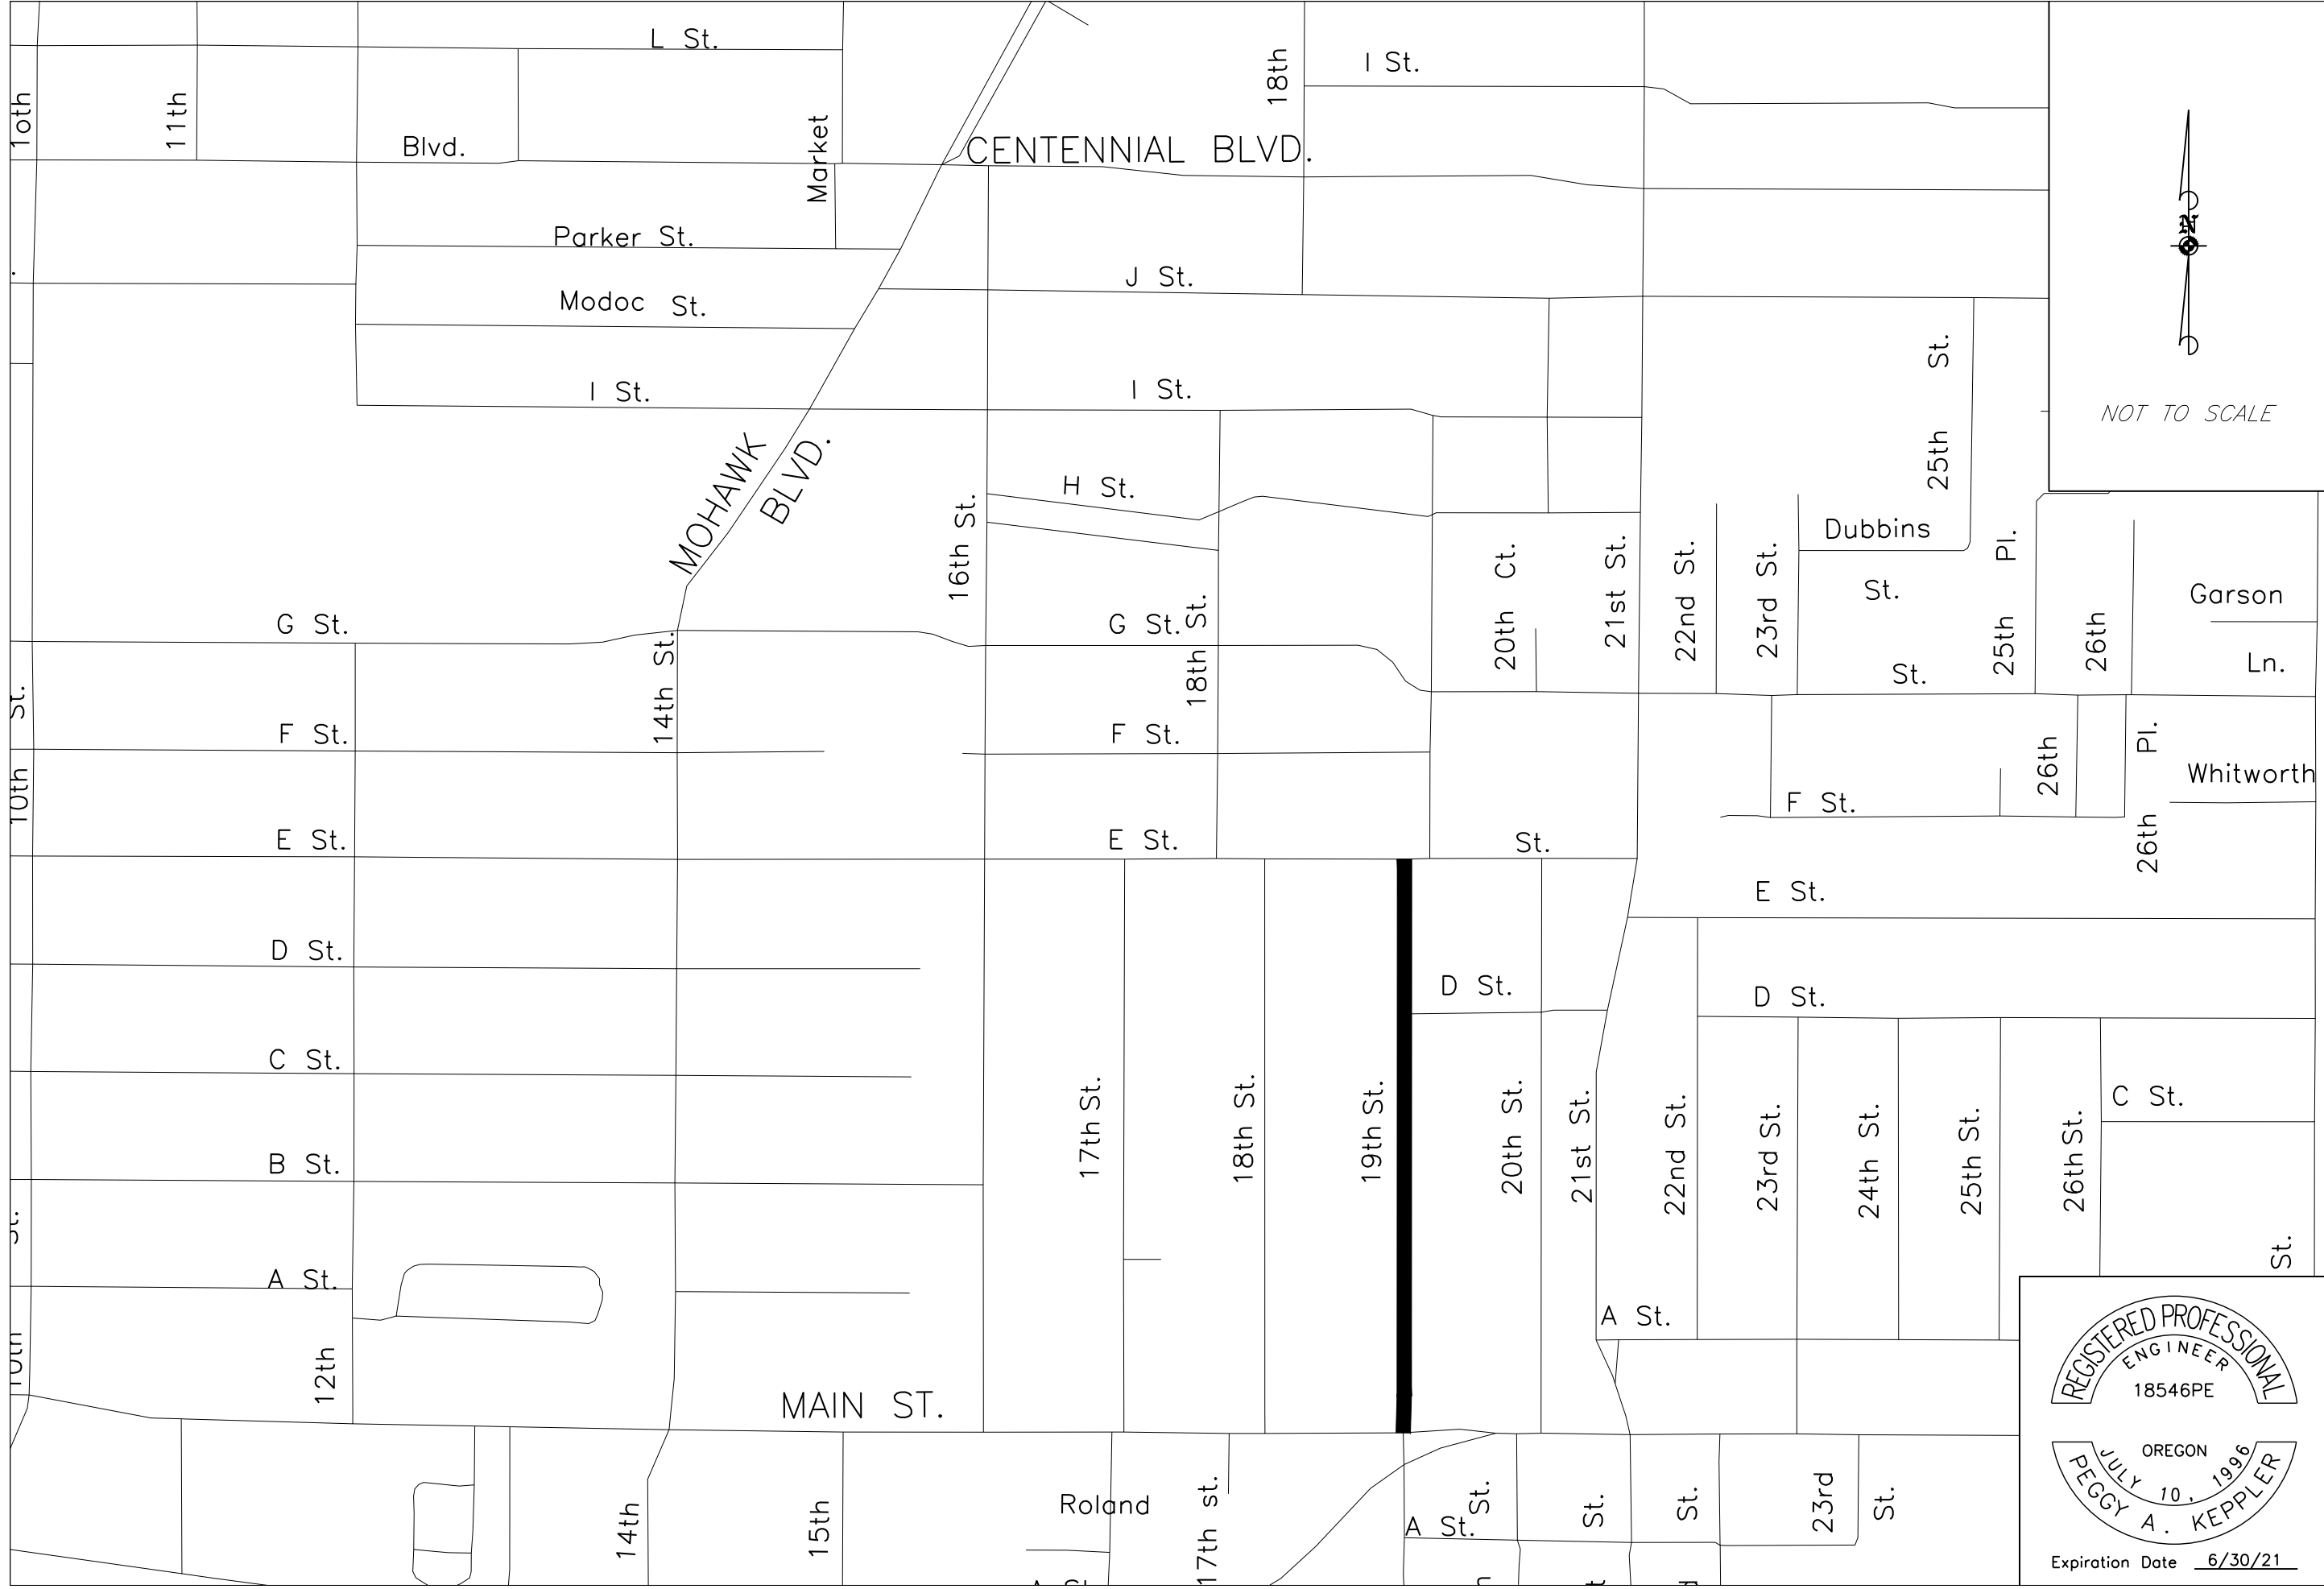 L St.
I St.
18th
10th
11th
Blvd.
Market
CENTENNIAL BLVD.
Parker St.
J St.
Modoc St.
St.
25th
I St.
I St.
NOT TO SCALE
MOHAWK
BLVD.
H St.
16th St.
Dubbins
St.
20th Ct.
21st St.
22nd St.
23rd St.
25th Pl.
26th
Garson
Ln.
G St.
G St.
St.
14th St.
18th St.
10th St.
F St.
F St.
26th
26th Pl.
Whitworth
F St.
E St.
E St.
St.
E St.
D St.
D St.
D St.
C St.
C St.
17th St.
18th St.
19th St.
20th St.
21st St.
22nd St.
23rd St.
24th St.
25th St.
26th St.
B St.
St.
St.
A St.
A St.
10th
12th
MAIN ST.
REGISTERED PROFESSIONAL
ENGINEER
18546PE
OREGON
JULY 10, 1996
PEGGY A. KEPPLER
Expiration Date 6/30/21
14th
15th
Roland
17th st.
A St.
St.
St.
St.
23rd
St.